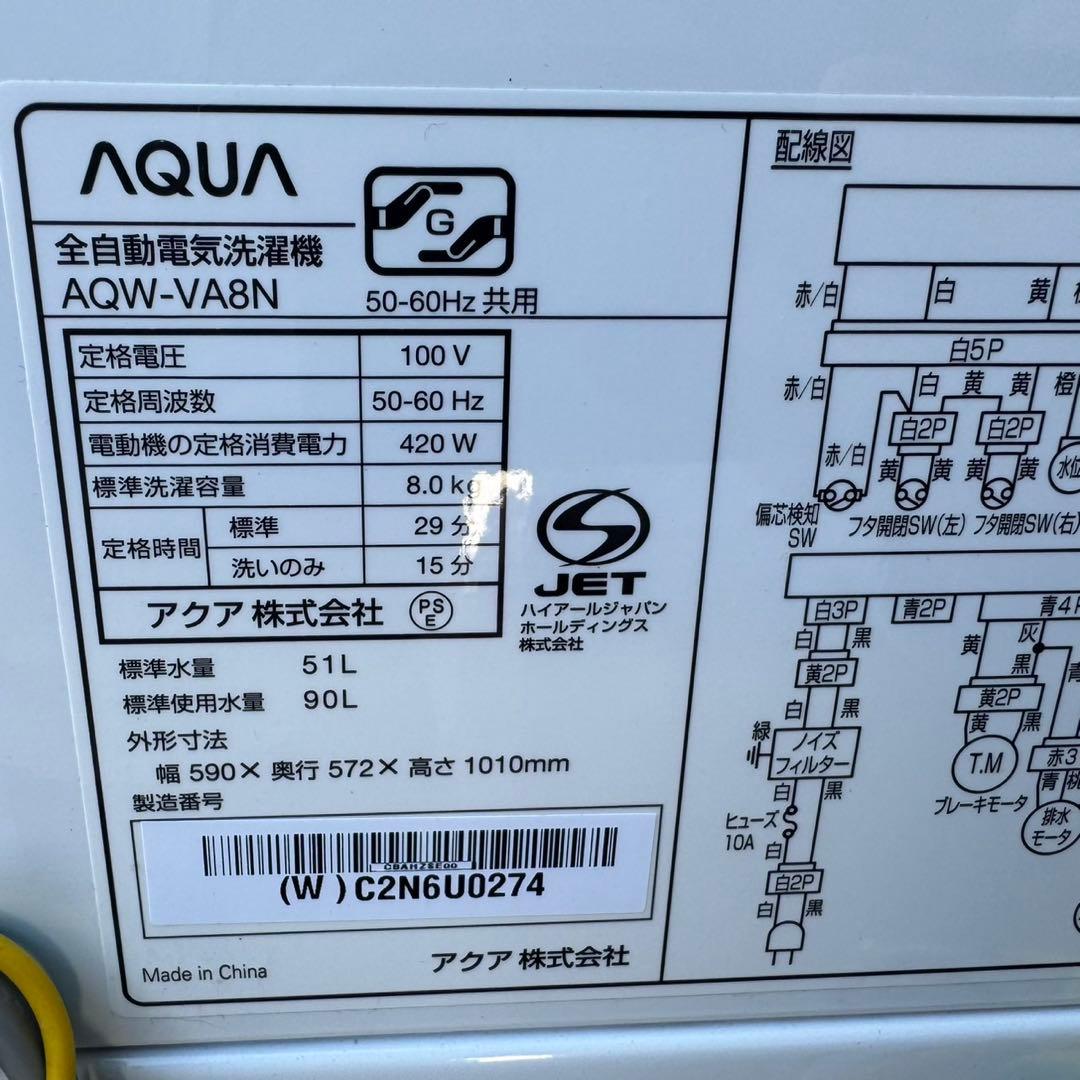 AQUA
G
全自動電気洗濯機
AQW-VA8N
50-60Hz 共用
定格電圧 100 V
定格周波数 50-60 Hz
電動機の定格消費電力 420 W
標準洗濯容量 8.0 kg
定格時間 標準 29 分
洗いのみ 15 分
アクア 株式会社 PSE
JET
ハイアールジャパン
ホールディングス
株式会社
標準水量 51L
標準使用水量 90L
外形寸法
幅 590× 奥行 572× 高さ 1010mm
製造番号
CBAHZSE00
(W ) C2N6U0274
Made in China
アクア 株式会社
配線図
赤/白 白 黄
白5P
赤/白 白 黄 黄 橙
白2P 白2P
赤/白 黄 黄 黄 黄
水位
偏芯検知
SW
フタ開閉SW(左) フタ開閉SW(右)
白3P 青2P 青4P
白 黒 黄 灰
黒 青
黄2P 黄2P
白 黒 黄 黒
緑
ノイズ
フィルター
T.M
ブレーキモータ
赤3
青 桃
排水
モータ
白 黒
ヒューズ
10A
白
白2P
白 黒